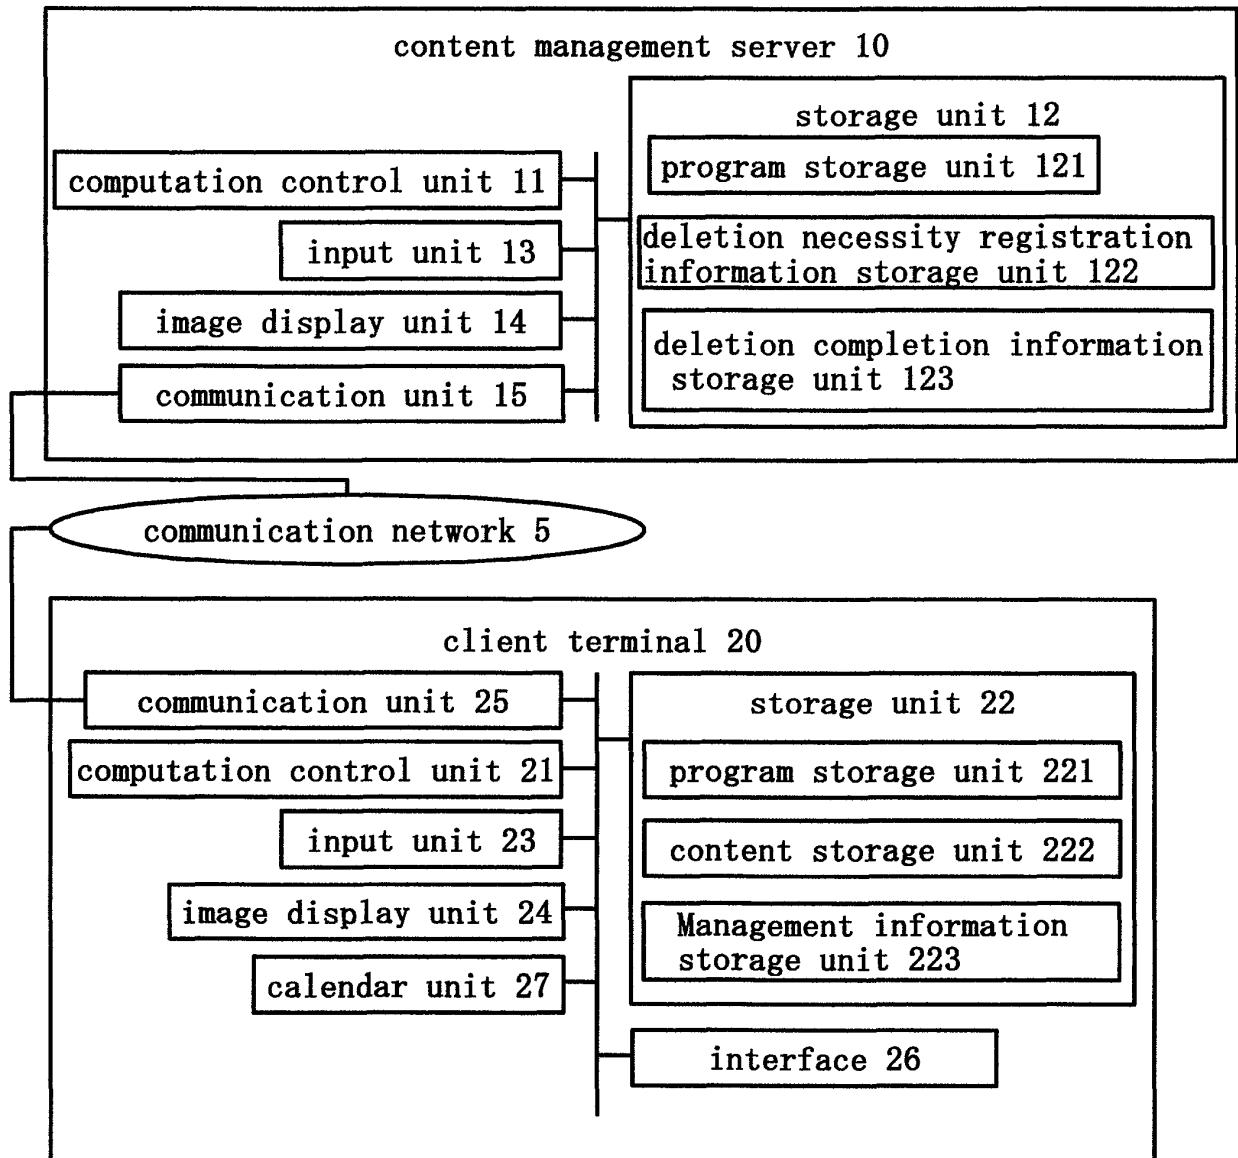 content management server 10
storage unit 12
program storage unit 121
computation control unit 11
deletion necessity registration
information storage unit 122
input unit 13
image display unit 14
deletion completion information
storage unit 123
communication unit 15
communication network 5
client terminal 20
communication unit 25
storage unit 22
computation control unit 21
program storage unit 221
input unit 23
content storage unit 222
image display unit 24
Management information
storage unit 223
calendar unit 27
interface 26